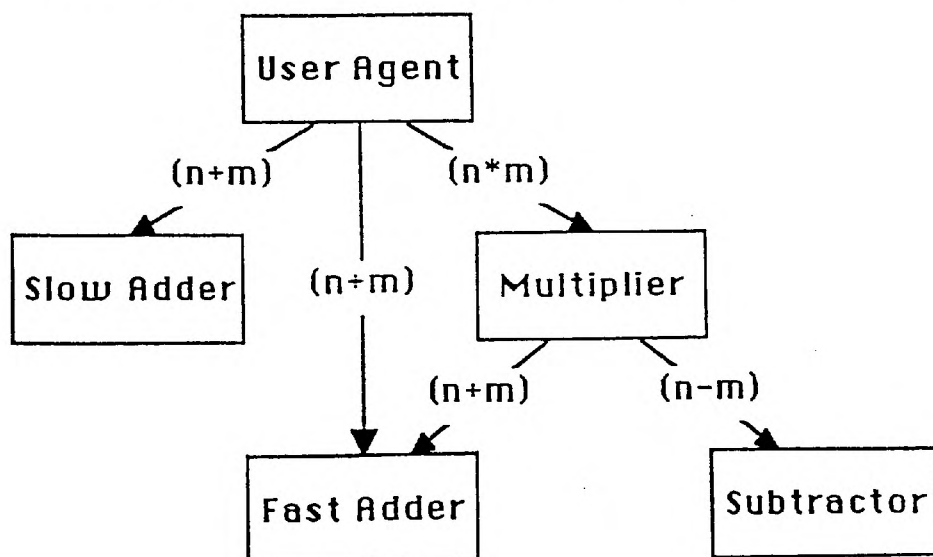 User Agent
(n+m)
(n*m)
Slow Adder
(n÷m)
Multiplier
(n+m)
(n-m)
Fast Adder
Subtractor